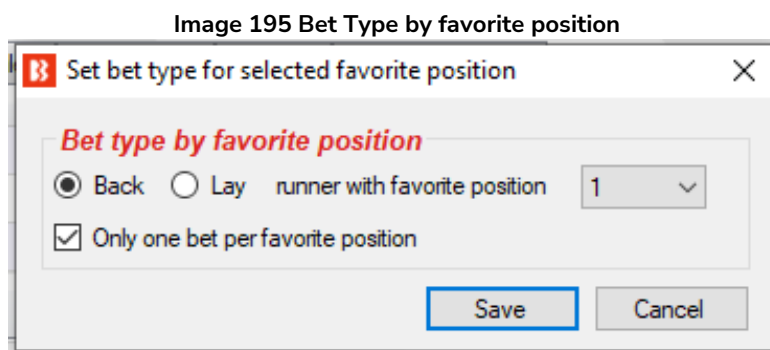 Image 195 Bet Type by favorite position
Set bet type for selected favorite position
Bet type by favorite position
Back Lay runner with favorite position 1
Only one bet per favorite position
Save Cancel